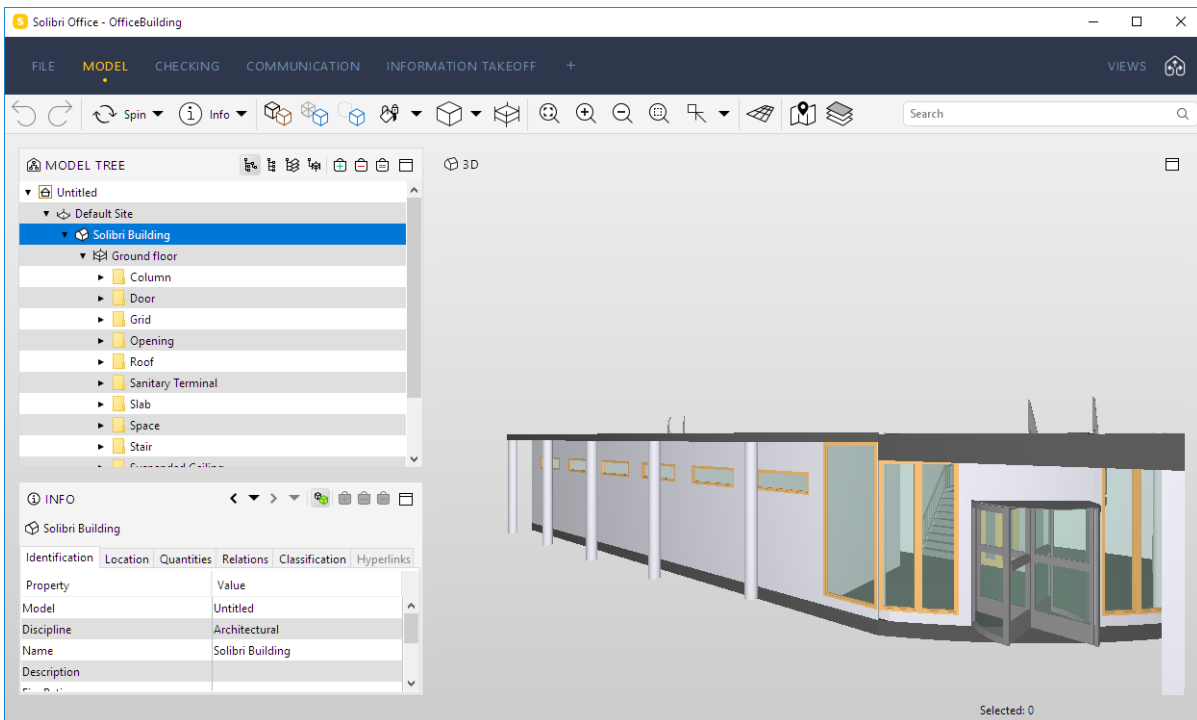 S Solibri Office - OfficeBuilding
FILE MODEL CHECKING COMMUNICATION INFORMATION TAKEOFF + VIEWS
Spin Info Search
MODEL TREE
3D
Untitled
Default Site
Solibri Building
Ground floor
Column
Door
Grid
Opening
Roof
Sanitary Terminal
Slab
Space
Stair
Suspended Ceiling
INFO
Solibri Building
Identification Location Quantities Relations Classification Hyperlinks
Property Value
Model Untitled
Discipline Architectural
Name Solibri Building
Description
Selected: 0